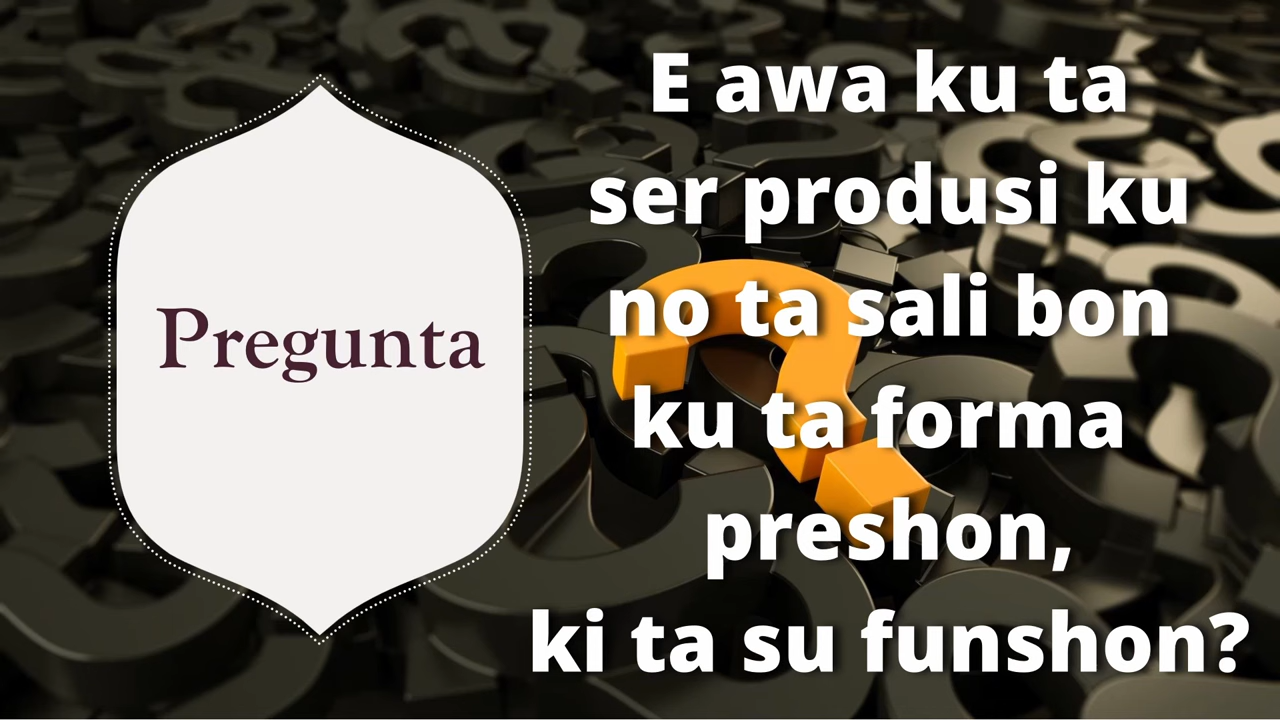 Pregunta
E awa ku ta
ser produsi ku
no ta sali bon
ku ta forma
preshon,
ki ta su funshon?